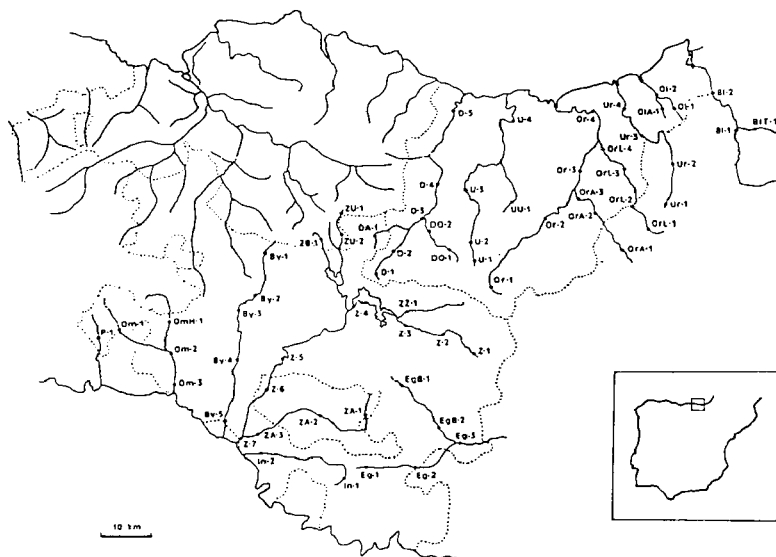 D-5
U-4
Or-4
Ur-4
Oi-2
OiA-1
Oi-1
BI-2
BI-1
BIT-1
Ur-3
OrL-4
OrL-3
Ur-2
Or-3
OrA-3
OrL-2
Ur-1
D-4
U-3
D-3
DO-2
UU-1
Or-2
OrA-2
OrL-1
ZU-1
DA-1
ZB-1
ZU-2
D-2
DO-1
U-2
U-1
OrA-1
By-1
D-1
Or-1
By-2
By-3
ZZ-1
Z-4
Z-3
Z-2
Z-1
P-1
Om-1
OmH-1
Om-2
By-4
Z-5
Om-3
Z-6
EgB-1
ZA-1
ZA-2
EgB-2
By-5
ZA-3
Z-7
Eg-3
In-2
In-1
Eg-1
Eg-2
10 km